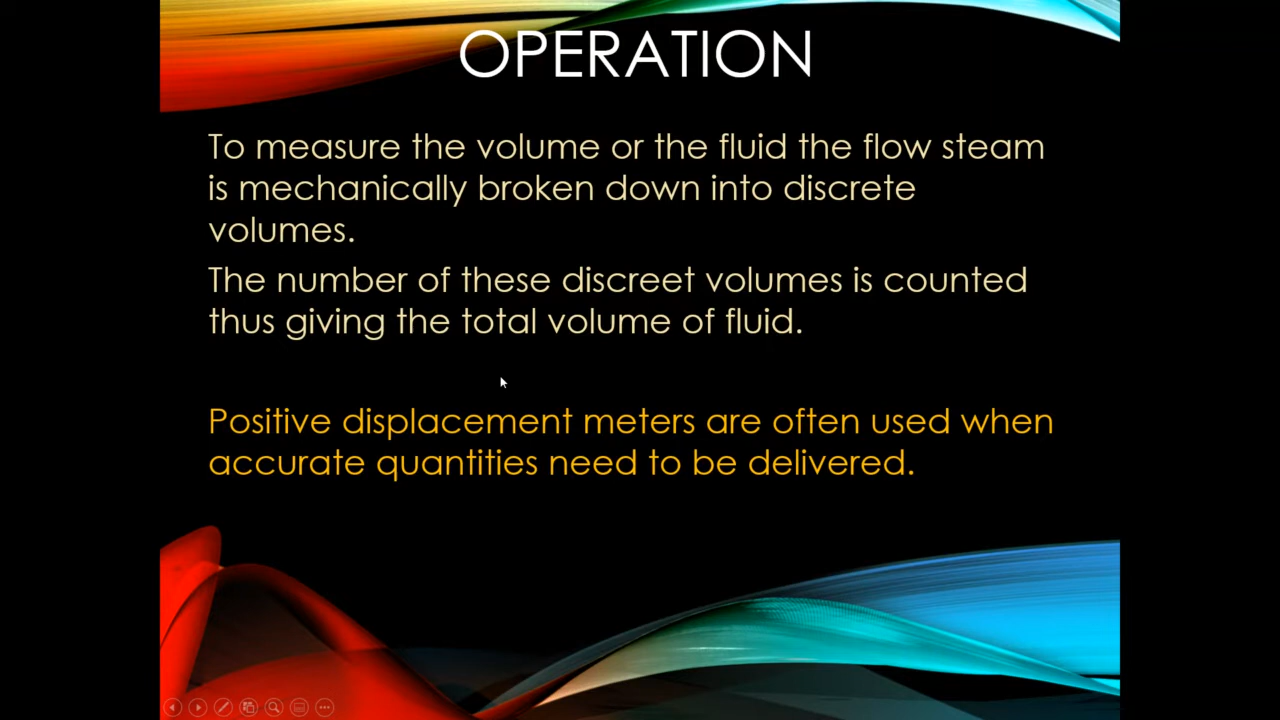 OPERATION
To measure the volume or the fluid the flow steam
is mechanically broken down into discrete
volumes.
The number of these discreet volumes is counted
thus giving the total volume of fluid.
Positive displacement meters are often used when
accurate quantities need to be delivered.